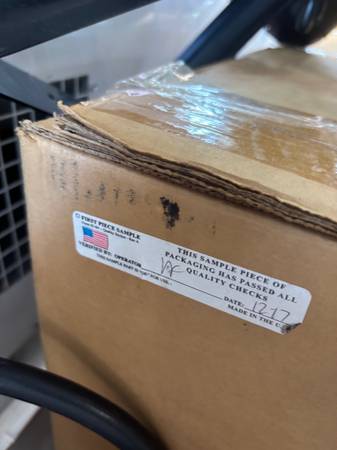 FIRST PIECE SAMPLE
VERIFIED BY: OPERATOR
THIS SAMPLE PIECE OF
PACKAGING HAS PASSED ALL
QUALITY CHECKS
DATE: 12-17
MADE IN THE U.S.